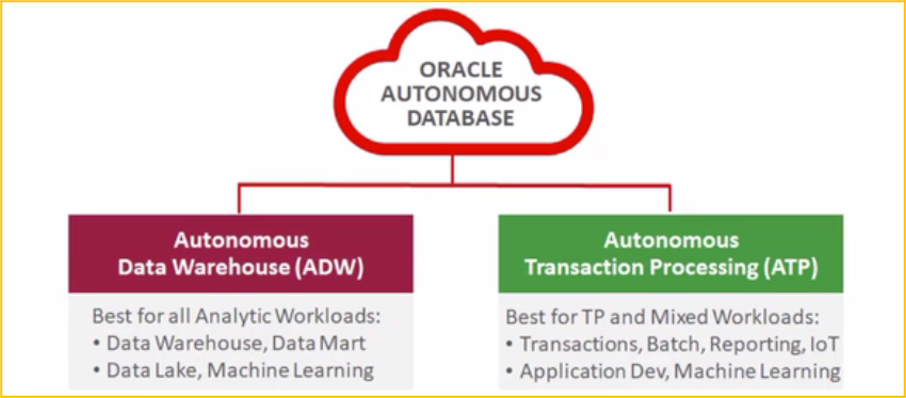 ORACLE
AUTONOMOUS
DATABASE
Autonomous
Data Warehouse (ADW)
Best for all Analytic Workloads:
• Data Warehouse, Data Mart
• Data Lake, Machine Learning
Autonomous
Transaction Processing (ATP)
Best for TP and Mixed Workloads:
• Transactions, Batch, Reporting, IoT
• Application Dev, Machine Learning